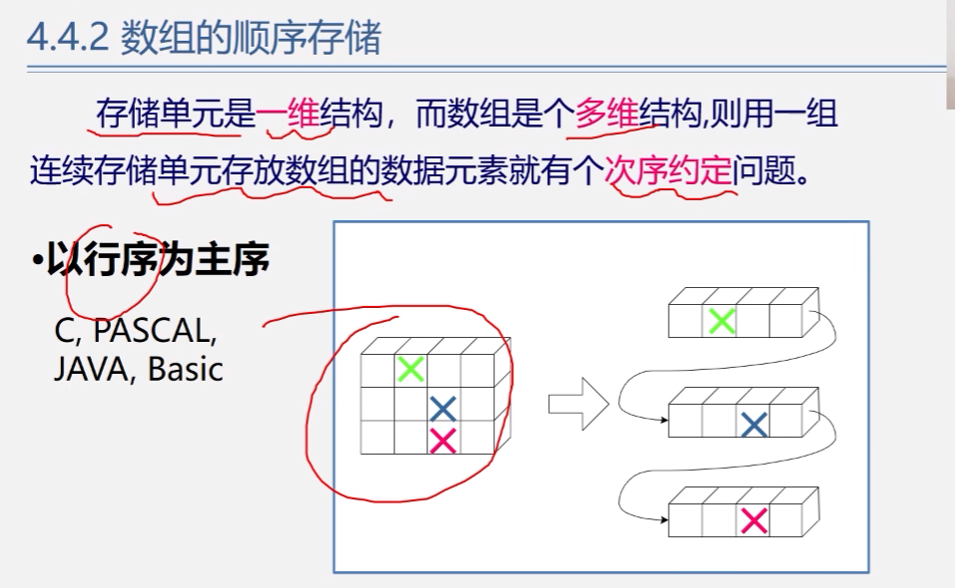 4.4.2 数组的顺序存储
存储单元是一维结构，而数组是个多维结构,则用一组
连续存储单元存放数组的数据元素就有个次序约定问题。
•以行序为主序
C, PASCAL,
JAVA, Basic